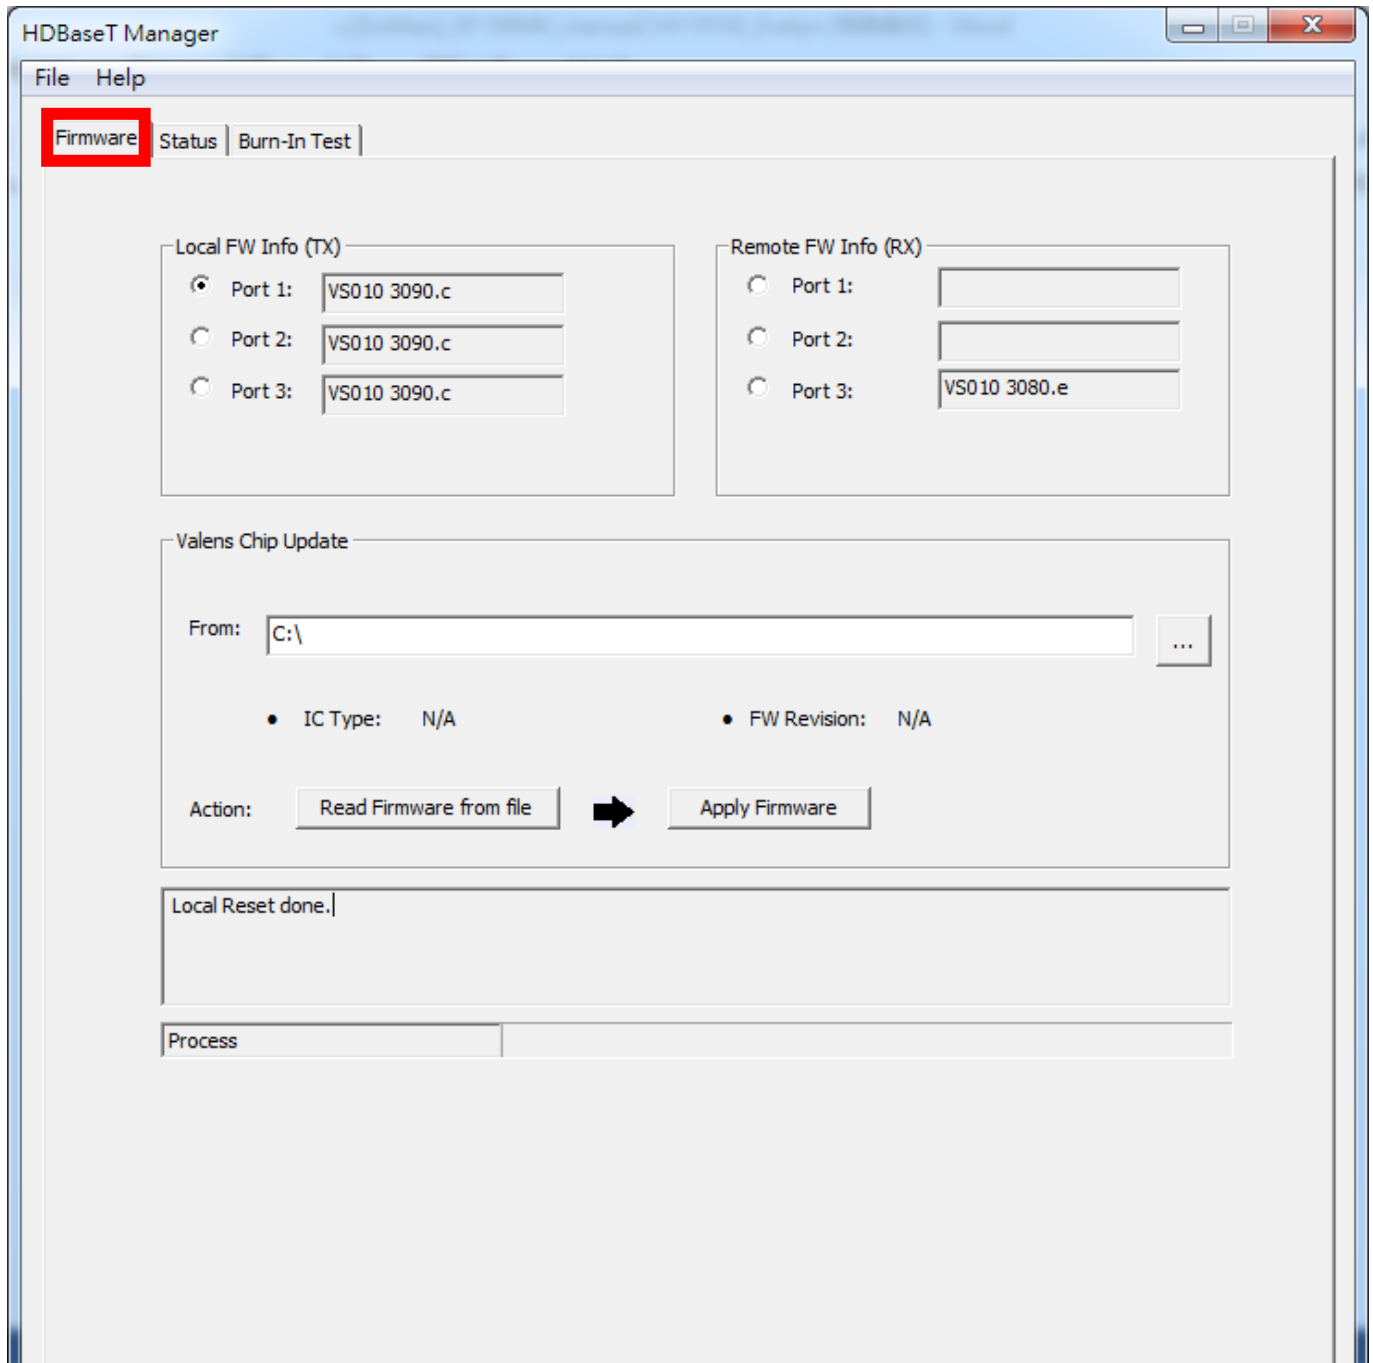 HDBaseT Manager
File Help
Firmware Status Burn-In Test
Local FW Info (TX)
Port 1: VS010 3090.c
Port 2: VS010 3090.c
Port 3: VS010 3090.c
Remote FW Info (RX)
Port 1:
Port 2:
Port 3: VS010 3080.e
Valens Chip Update
From: C:\ ...
• IC Type: N/A • FW Revision: N/A
Action: Read Firmware from file Apply Firmware
Local Reset done.
Process